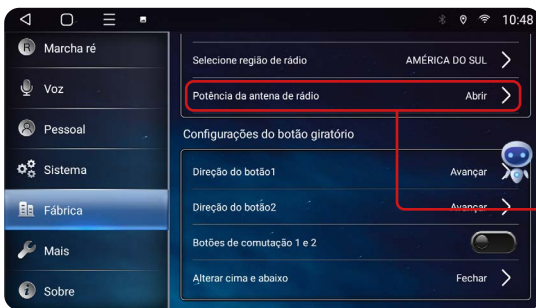 10:48
Marcha ré
Voz
Pessoal
Sistema
Fábrica
Mais
Sobre
Selecione região de rádio AMÉRICA DO SUL
Potência da antena de rádio Abrir
Configurações do botão giratório
Direção do botão1 Avançar
Direção do botão2 Avançar
Botões de comutação 1 e 2
Alterar cima e abaixo Fechar